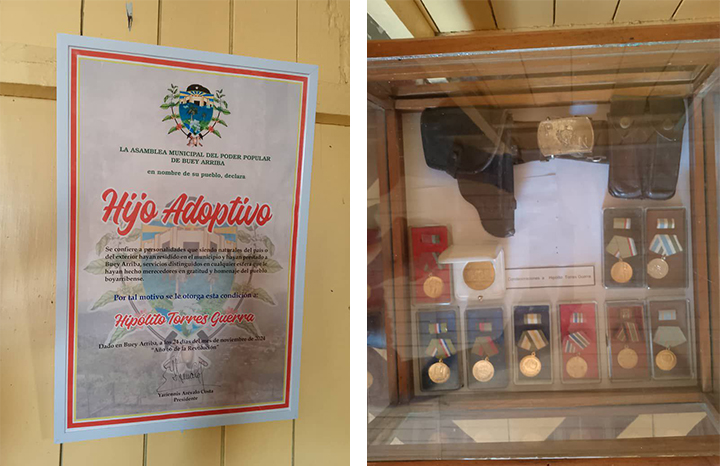 LA ASAMBLEA MUNICIPAL DEL PODER POPULAR
DE BUEY ARRIBA
en nombre de su pueblo, declara
Hijo Adoptivo
Se confiere a personalidades que siendo naturales del país o
del exterior hayan residido en el municipio y hayan prestado a
Buey Arriba, servicios distinguidos en cualquier esfera que le
hayan hecho merecedores en gratitud y homenaje del pueblo
boyarribense.
Por tal motivo se le otorga esta condición a:
Hipólito Torres Guerra
Dado en Buey Arriba, a los 24 días del mes de noviembre de 2024
"Año 66 de la Revolución"
Presidente
Hipólito Torres Guerra